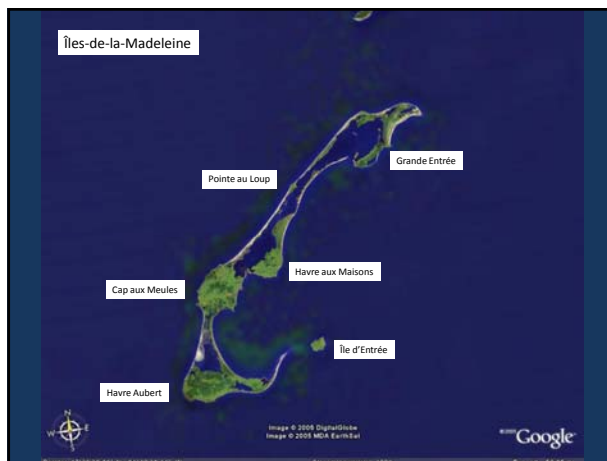 Îles-de-la-Madeleine
Grande Entrée
Pointe au Loup
Havre aux Maisons
Cap aux Meules
Île d'Entrée
Havre Aubert
N
W
E
S
Image © 2005 DigitalGlobe
Image © 2005 MDA EarthSat
©2005 Google